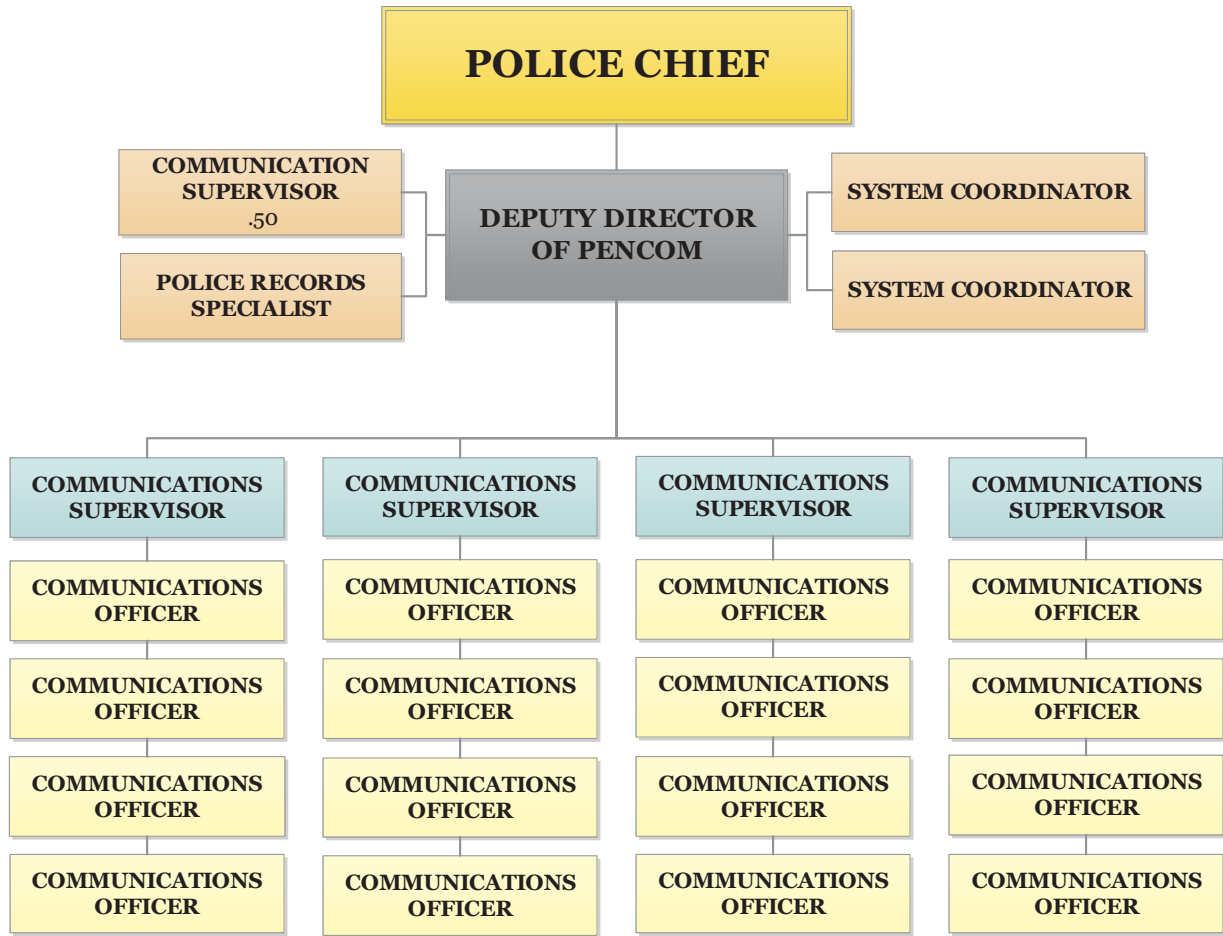 POLICE CHIEF
COMMUNICATION
SUPERVISOR
.50
POLICE RECORDS
SPECIALIST
DEPUTY DIRECTOR
OF PENCOM
SYSTEM COORDINATOR
SYSTEM COORDINATOR
COMMUNICATIONS
SUPERVISOR
COMMUNICATIONS
OFFICER
COMMUNICATIONS
OFFICER
COMMUNICATIONS
OFFICER
COMMUNICATIONS
OFFICER
COMMUNICATIONS
SUPERVISOR
COMMUNICATIONS
OFFICER
COMMUNICATIONS
OFFICER
COMMUNICATIONS
OFFICER
COMMUNICATIONS
OFFICER
COMMUNICATIONS
SUPERVISOR
COMMUNICATIONS
OFFICER
COMMUNICATIONS
OFFICER
COMMUNICATIONS
OFFICER
COMMUNICATIONS
OFFICER
COMMUNICATIONS
SUPERVISOR
COMMUNICATIONS
OFFICER
COMMUNICATIONS
OFFICER
COMMUNICATIONS
OFFICER
COMMUNICATIONS
OFFICER